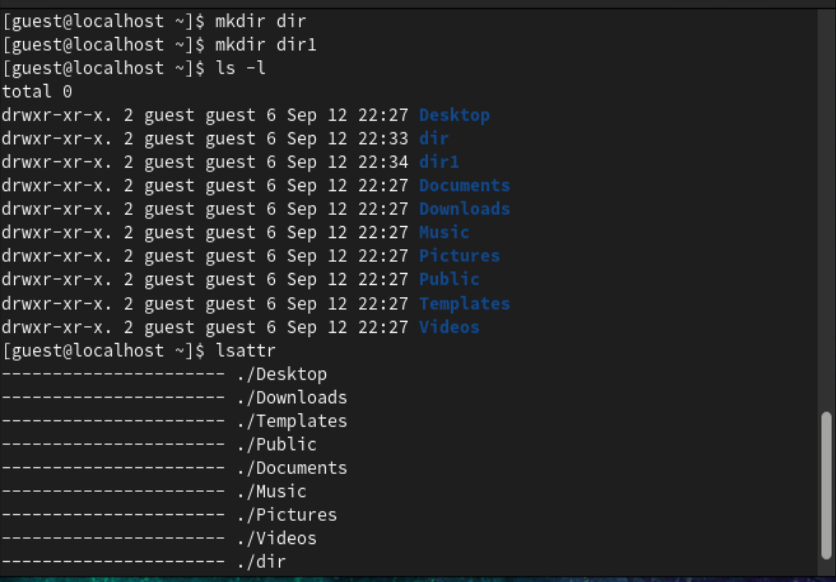 [guest@localhost ~]$ mkdir dir
[guest@localhost ~]$ mkdir dir1
[guest@localhost ~]$ ls -l
total 0
drwxr-xr-x. 2 guest guest 6 Sep 12 22:27 Desktop
drwxr-xr-x. 2 guest guest 6 Sep 12 22:33 dir
drwxr-xr-x. 2 guest guest 6 Sep 12 22:34 dir1
drwxr-xr-x. 2 guest guest 6 Sep 12 22:27 Documents
drwxr-xr-x. 2 guest guest 6 Sep 12 22:27 Downloads
drwxr-xr-x. 2 guest guest 6 Sep 12 22:27 Music
drwxr-xr-x. 2 guest guest 6 Sep 12 22:27 Pictures
drwxr-xr-x. 2 guest guest 6 Sep 12 22:27 Public
drwxr-xr-x. 2 guest guest 6 Sep 12 22:27 Templates
drwxr-xr-x. 2 guest guest 6 Sep 12 22:27 Videos
[guest@localhost ~]$ lsattr
---------------------- ./Desktop
---------------------- ./Downloads
---------------------- ./Templates
---------------------- ./Public
---------------------- ./Documents
---------------------- ./Music
---------------------- ./Pictures
---------------------- ./Videos
---------------------- ./dir